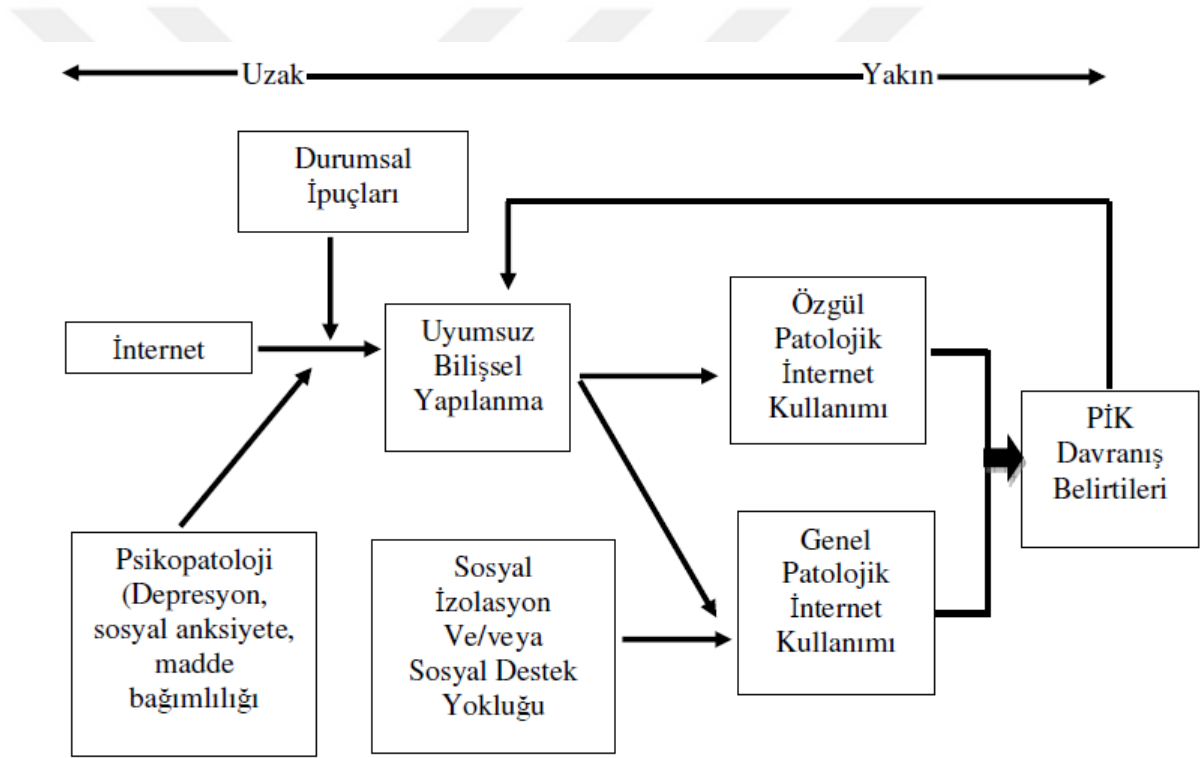 Uzak
Yakın
Durumsal
İpuçları
İnternet
Uyumsuz
Bilişsel
Yapılanma
Özgül
Patolojik
İnternet
Kullanımı
PİK
Davranış
Belirtileri
Psikopatoloji
(Depresyon,
sosyal anksiyete,
madde
bağımlılığı
Sosyal
İzolasyon
Ve/veya
Sosyal Destek
Yokluğu
Genel
Patolojik
İnternet
Kullanımı